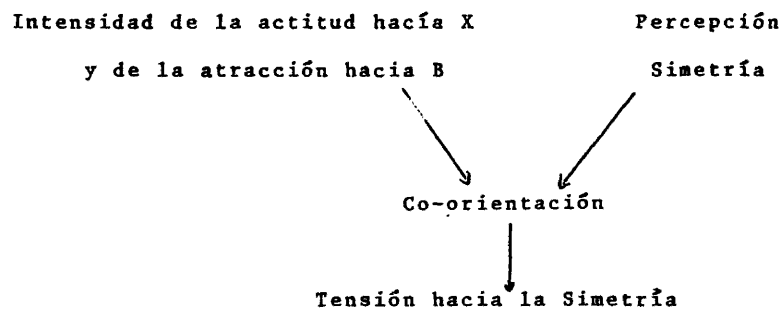 Intensidad de la actitud hacía X Percepción
y de la atracción hacia B Simetría
Co-orientación
Tensión hacia la Simetría